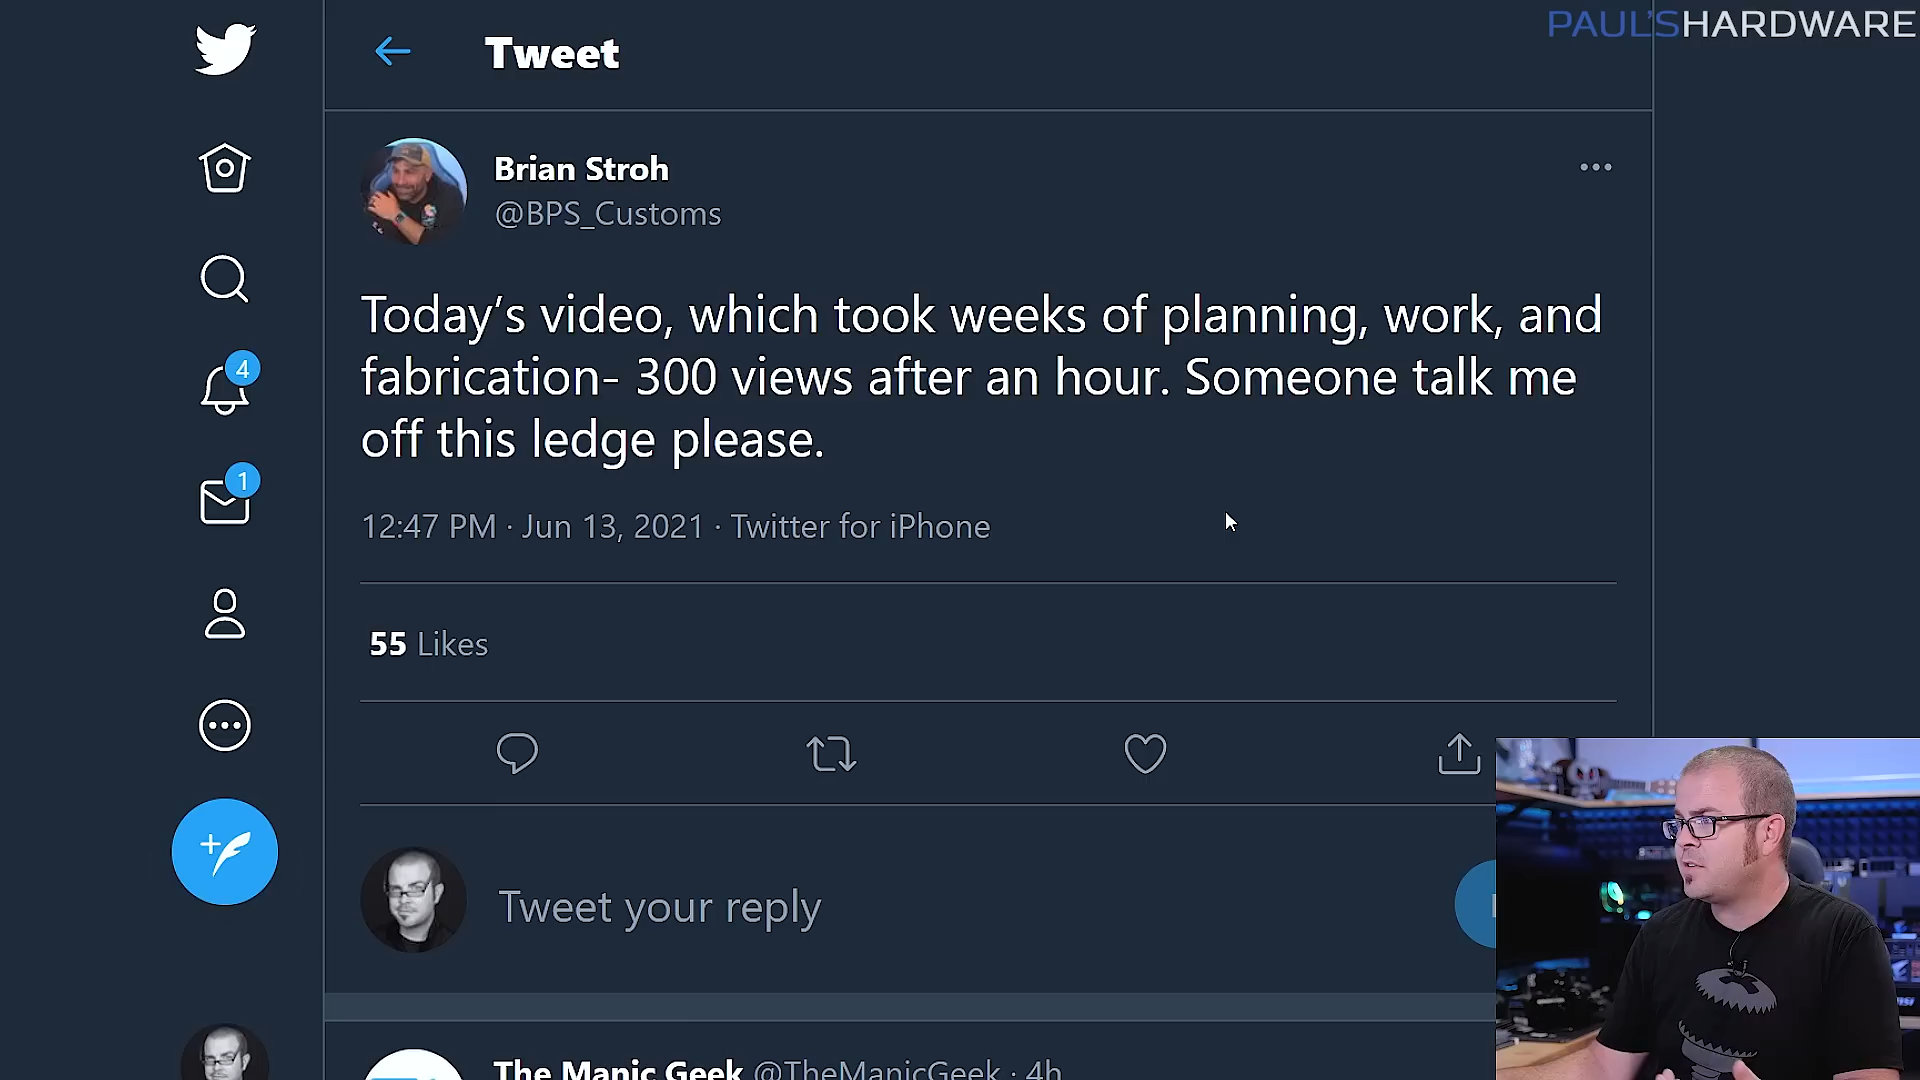 PAUL'SHARDWARE
Tweet
Brian Stroh
@BPS_Customs
Today’s video, which took weeks of planning, work, and
fabrication- 300 views after an hour. Someone talk me
off this ledge please.
12:47 PM · Jun 13, 2021 · Twitter for iPhone
55 Likes
Tweet your reply
The Manic Geek @TheManicGeek · 4h
4
1